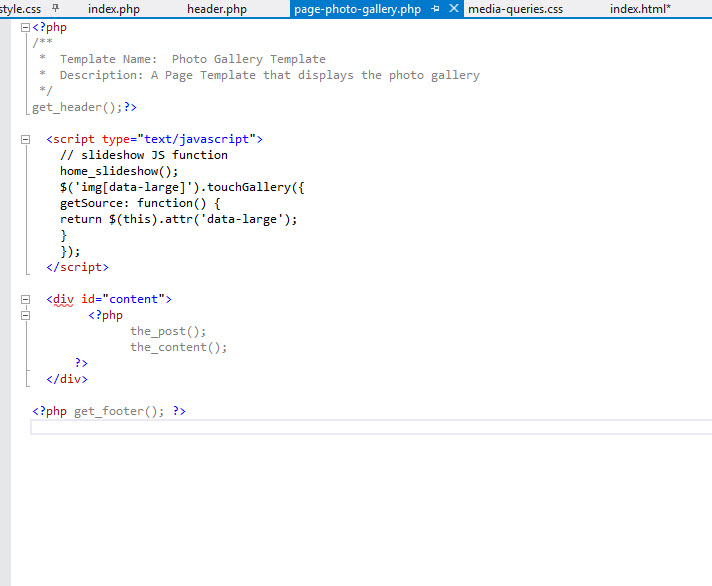 style.css index.php header.php page-photo-gallery.php media-queries.css index.html*
<?php
/**
 *  Template Name:  Photo Gallery Template
 *  Description: A Page Template that displays the photo gallery
 */
get_header();?>
<script type="text/javascript">
// slideshow JS function
home_slideshow();
$('img[data-large]').touchGallery({
getSource: function() {
return $(this).attr('data-large');
}
});
</script>
<div id="content">
<?php
the_post();
the_content();
?>
</div>
<?php get_footer(); ?>